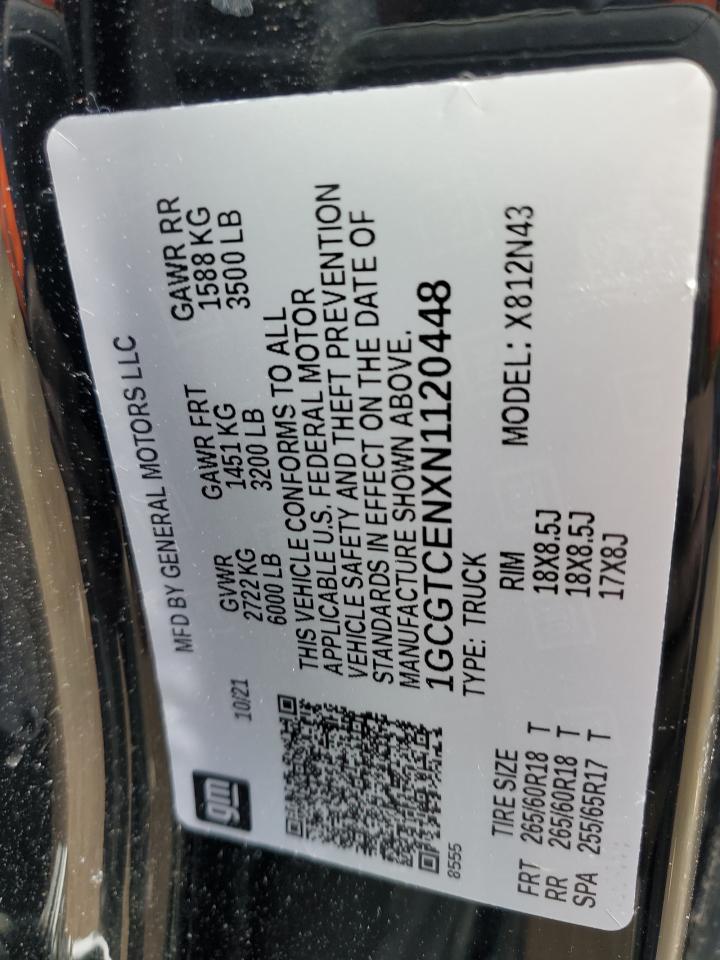 gm
MFD BY GENERAL MOTORS LLC
10/21
GVWR GAWR FRT GAWR RR
2722 KG 1451 KG 1588 KG
6000 LB 3200 LB 3500 LB
THIS VEHICLE CONFORMS TO ALL
APPLICABLE U.S. FEDERAL MOTOR
VEHICLE SAFETY AND THEFT PREVENTION
STANDARDS IN EFFECT ON THE DATE OF
MANUFACTURE SHOWN ABOVE.
1GCGTCENXN1120448
8555
TYPE: TRUCK
TIRE SIZE RIM MODEL: X812N43
FRT 265/60R18 T 18X8.5J
RR 265/60R18 T 18X8.5J
SPA 255/65R17 T 17X8J